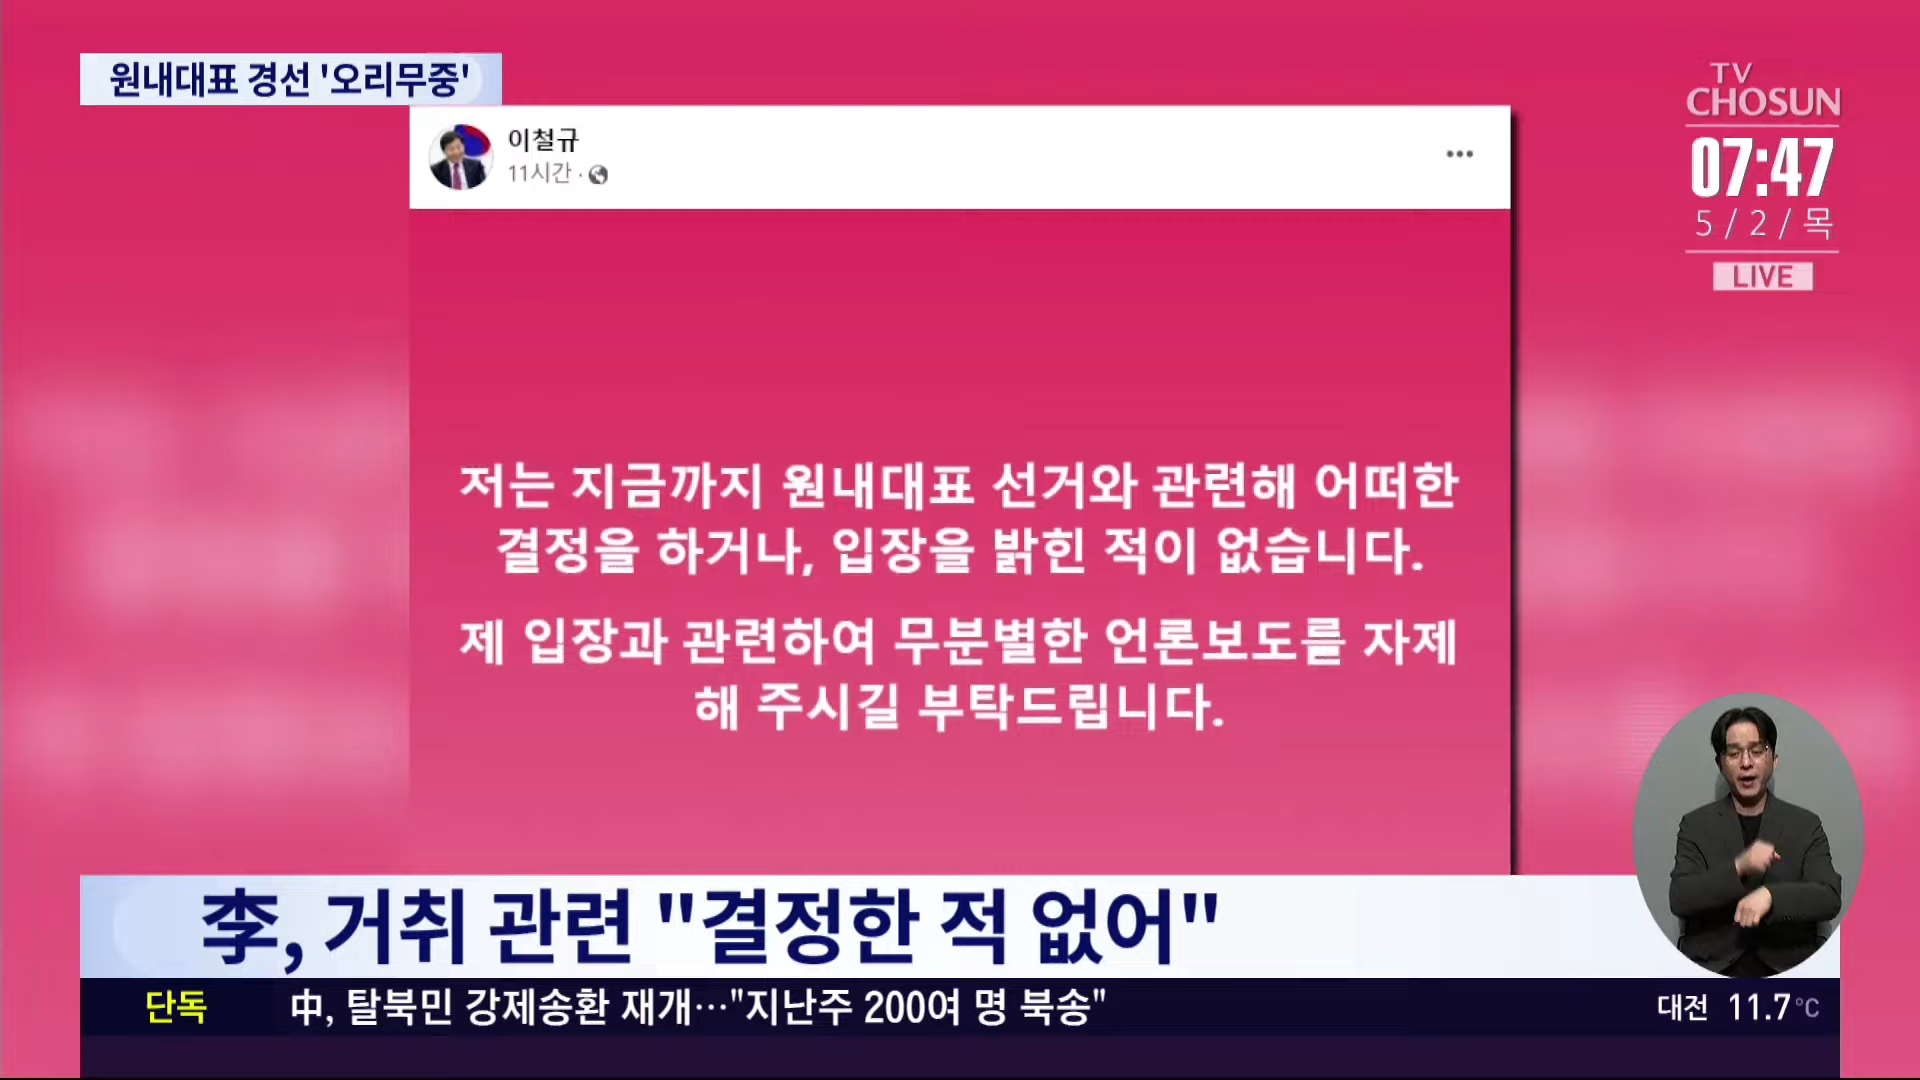 원내대표 경선 '오리무중'
TV
CHOSUN
07:47
5 / 2 / 목
LIVE
이철규
11시간 ·
저는 지금까지 원내대표 선거와 관련해 어떠한
결정을 하거나, 입장을 밝힌 적이 없습니다.
제 입장과 관련하여 무분별한 언론보도를 자제
해 주시길 부탁드립니다.
李, 거취 관련 "결정한 적 없어"
단독 中, 탈북민 강제송환 재개…"지난주 200여 명 북송"
대전 11.7℃